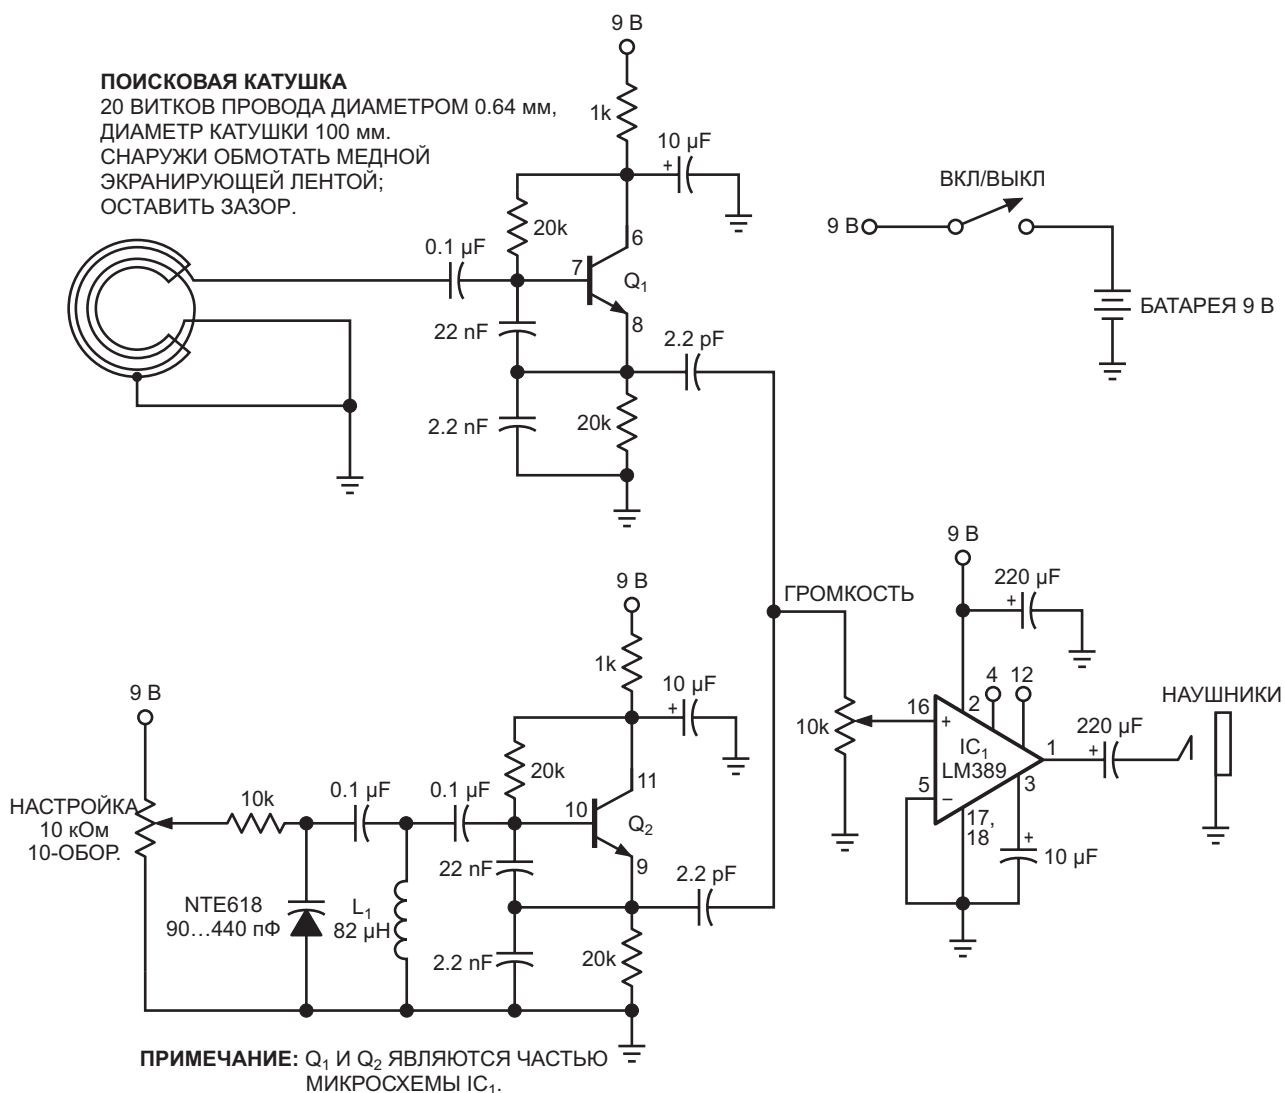 9 В
ПОИСКОВАЯ КАТУШКА
20 ВИТКОВ ПРОВОДА ДИАМЕТРОМ 0.64 мм,
ДИАМЕТР КАТУШКИ 100 мм.
СНАРУЖИ ОБМОТАТЬ МЕДНОЙ
ЭКРАНИРУЮЩЕЙ ЛЕНТОЙ;
ОСТАВИТЬ ЗАЗОР.
1k
10 µF
+
20k
0.1 µF
6
7
Q1
8
22 nF
2.2 pF
2.2 nF
20k
ВКЛ/ВЫКЛ
9 В
БАТАРЕЯ 9 В
9 В
220 µF
+
ГРОМКОСТЬ
10k
4
12
16
2
+
IC1
LM389
1
5
–
3
17,
18
+
10 µF
220 µF
+
НАУШНИКИ
9 В
1k
10 µF
+
20k
11
10
Q2
9
9 В
НАСТРОЙКА
10 кОм
10-ОБОР.
10k
0.1 µF
0.1 µF
22 nF
2.2 pF
NTE618
90...440 пФ
L1
82 µH
2.2 nF
20k
ПРИМЕЧАНИЕ: Q1 И Q2 ЯВЛЯЮТСЯ ЧАСТЬЮ
МИКРОСХЕМЫ IC1.